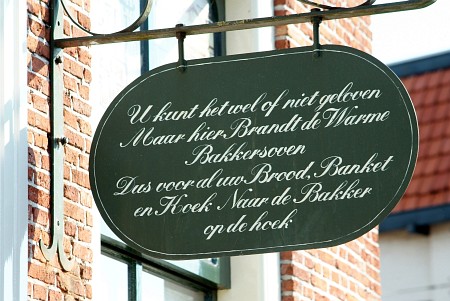 U kunt het wel of niet geloven
Maar hier Brandt de Warme
Bakkersoven
Dus voor al uw Brood, Banket
en Hoek Naar de Bakker
op de hoek